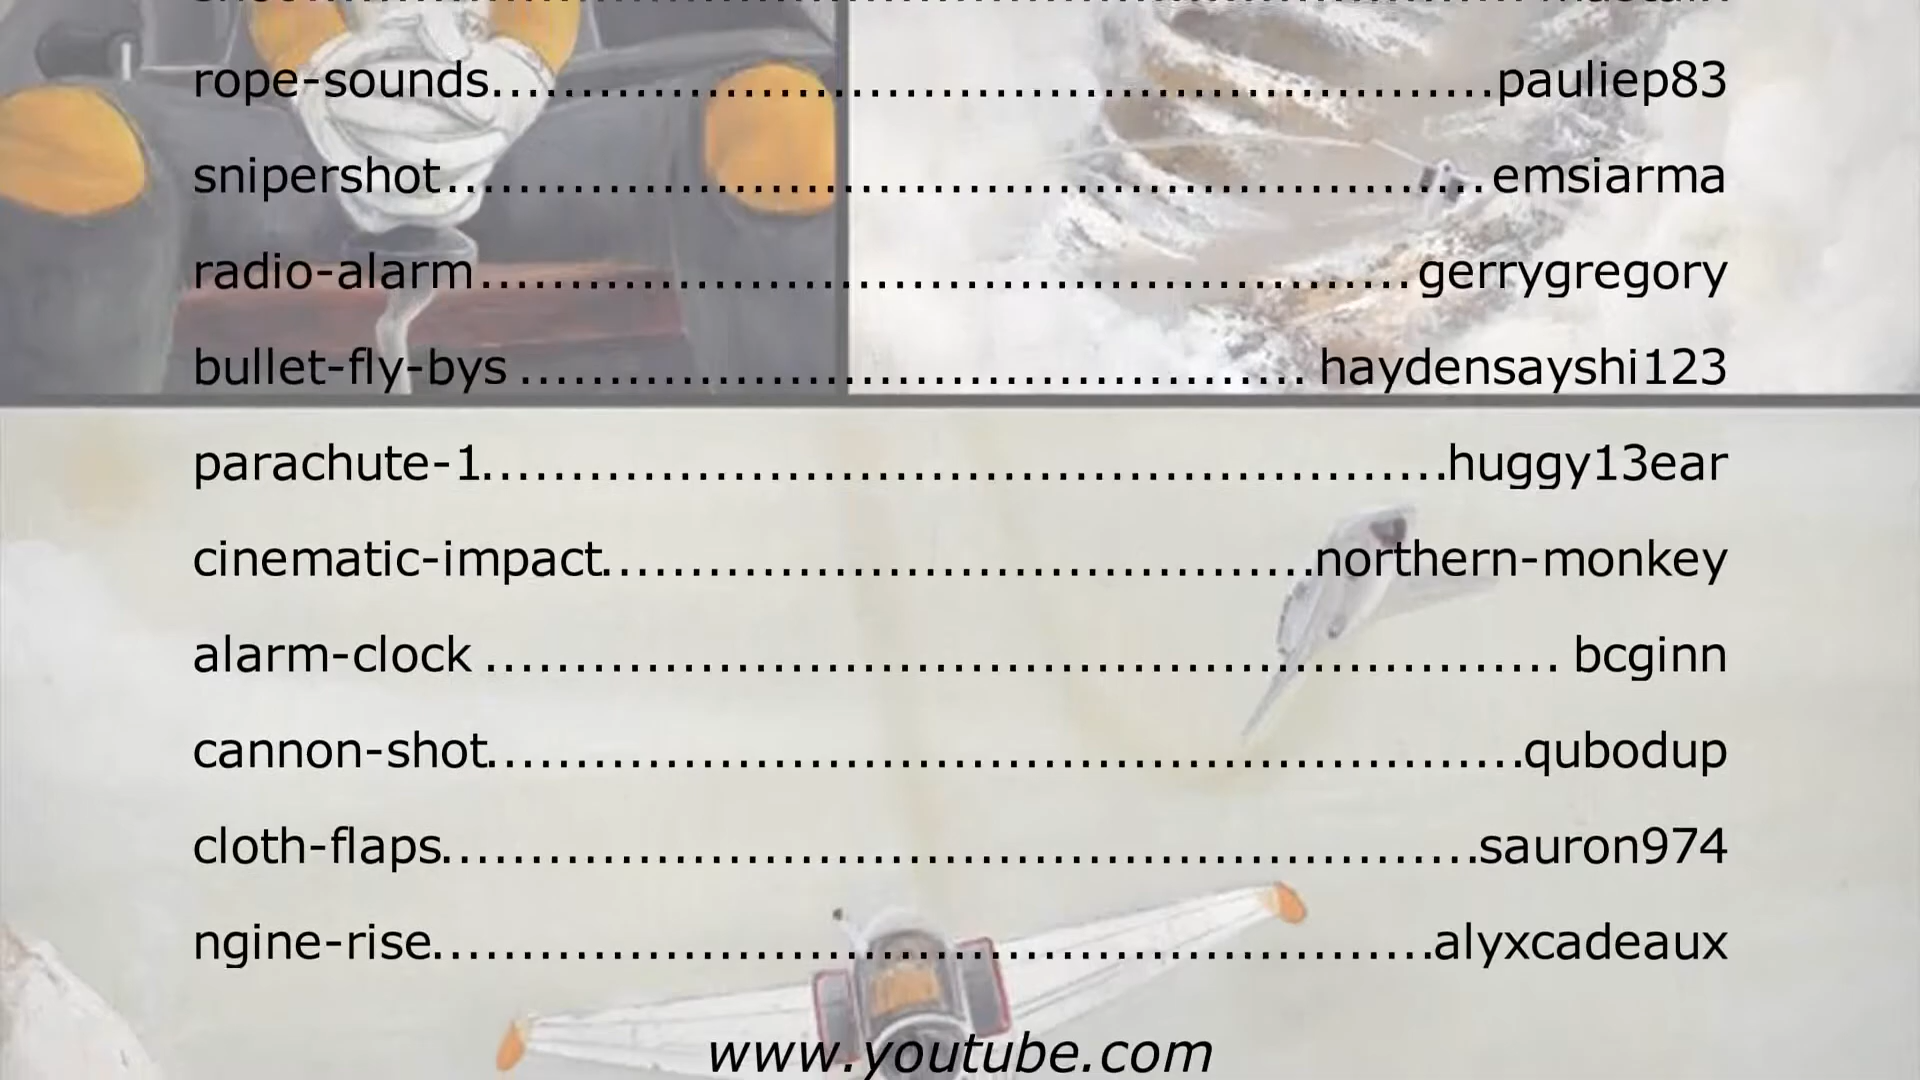 rope-sounds.......................................................pauliep83
snipershot..........................................................emsiarma
radio-alarm....................................................gerrygregory
bullet-fly-bys ............................................ haydensayshi123
parachute-1......................................................huggy13ear
cinematic-impact........................................northern-monkey
alarm-clock ............................................................ bcginn
cannon-shot..........................................................qubodup
cloth-flaps..........................................................sauron974
ngine-rise........................................................alyxcadeaux
www.youtube.com